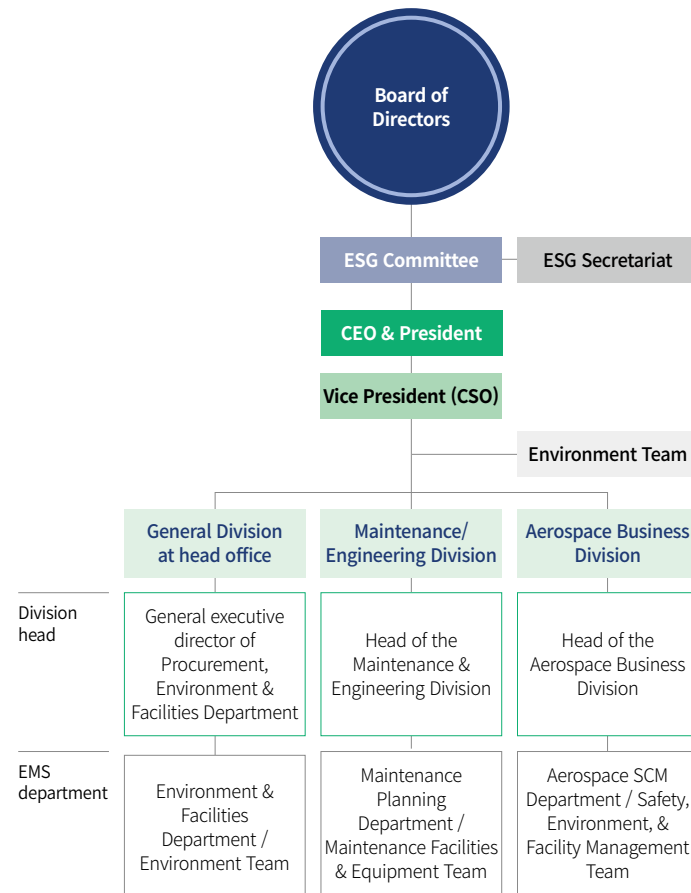 Board of
Directors
ESG Committee
ESG Secretariat
CEO & President
Vice President (CSO)
Environment Team
General Division
at head office
Maintenance/
Engineering Division
Aerospace Business
Division
Division
head
General executive
director of
Procurement,
Environment &
Facilities Department
Head of the
Maintenance &
Engineering Division
Head of the
Aerospace Business
Division
EMS
department
Environment &
Facilities
Department /
Environment Team
Maintenance
Planning
Department /
Maintenance Facilities
& Equipment Team
Aerospace SCM
Department / Safety,
Environment, &
Facility Management
Team